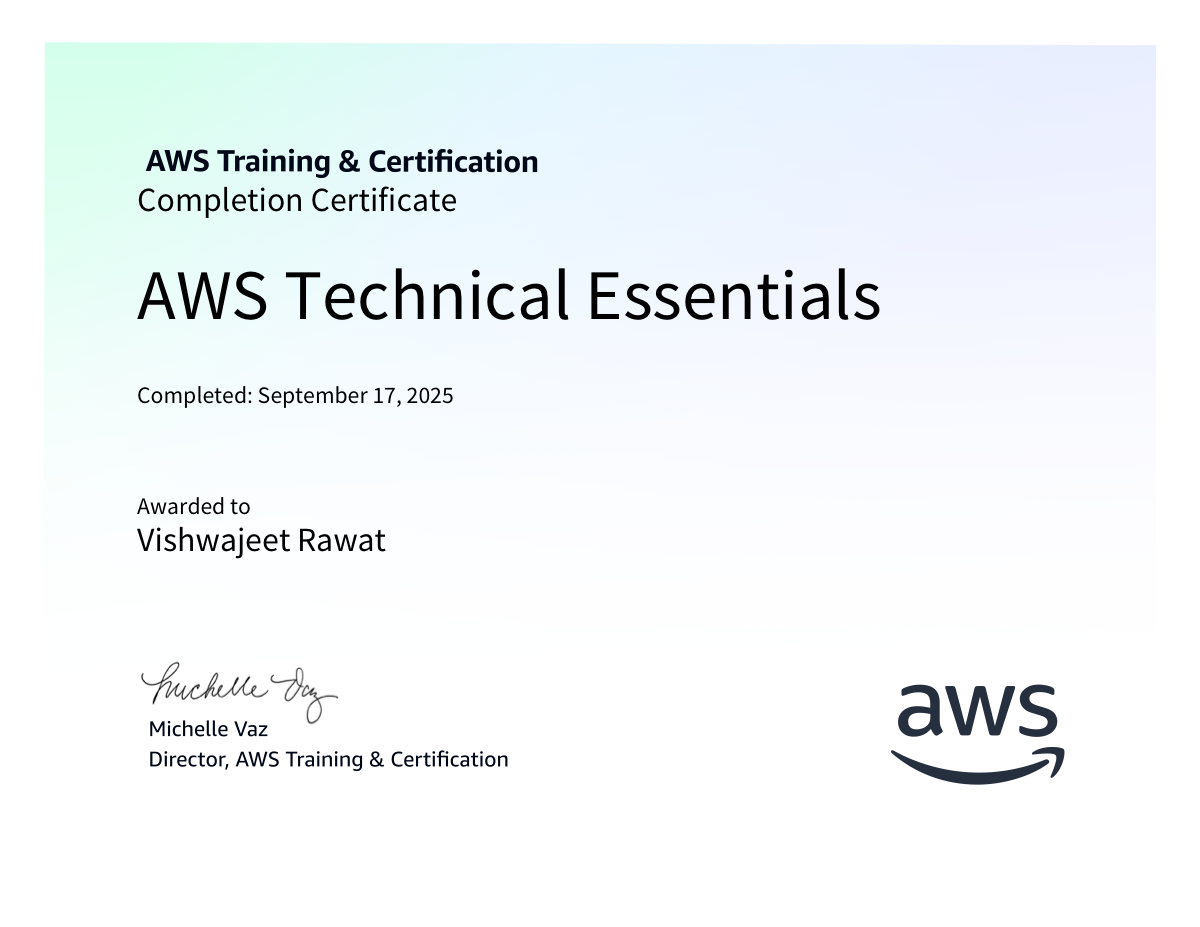 AWS Training & Certification
Completion Certificate
AWS Technical Essentials
Completed: September 17, 2025
Awarded to
Vishwajeet Rawat
Michelle Vaz
Michelle Vaz
Director, AWS Training & Certification
aws